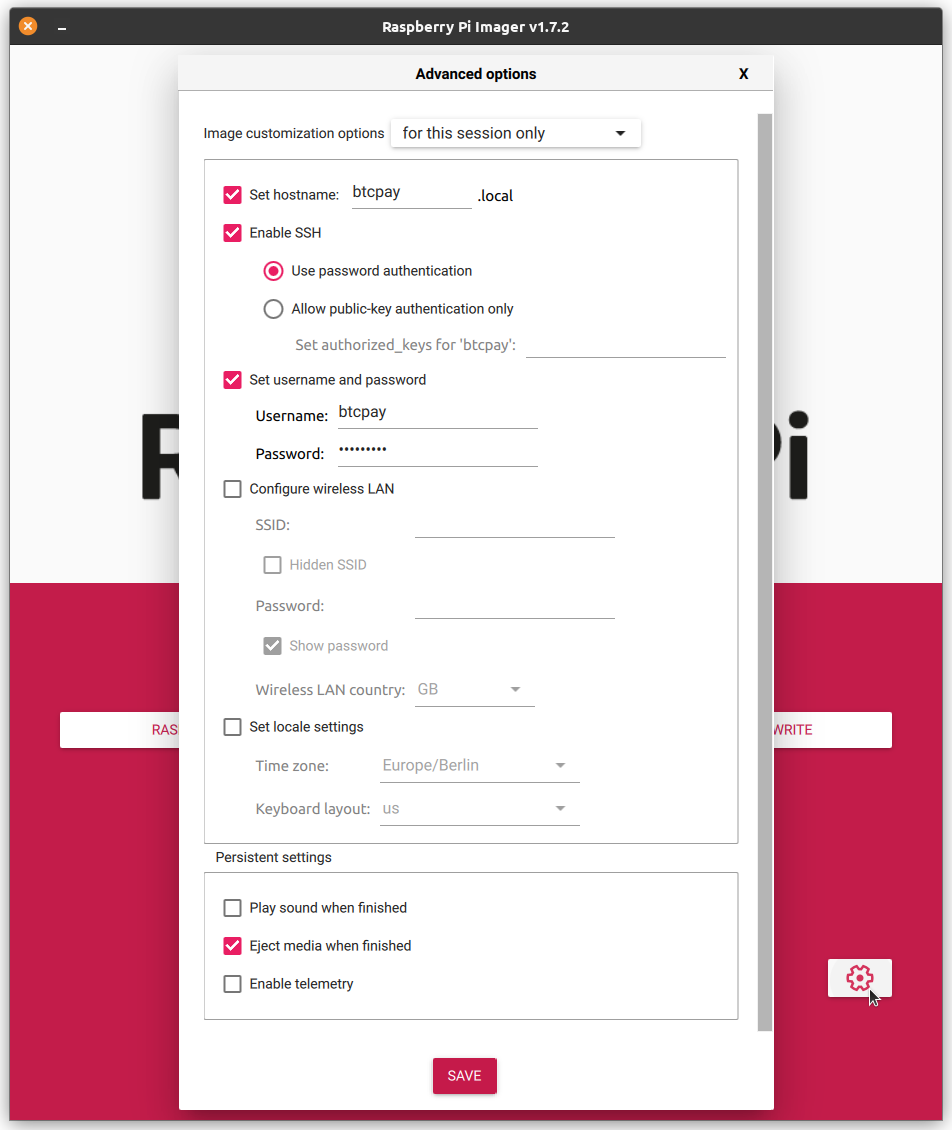 Raspberry Pi Imager v1.7.2
Advanced options X
Image customization options for this session only
Set hostname: btcpay .local
Enable SSH
Use password authentication
Allow public-key authentication only
Set authorized_keys for 'btcpay':
Set username and password
Username: btcpay
Password: •••••••••
Configure wireless LAN
SSID:
Hidden SSID
Password:
Show password
Wireless LAN country: GB
Set locale settings
RAS
WRITE
Time zone: Europe/Berlin
Keyboard layout: us
Persistent settings
Play sound when finished
Eject media when finished
Enable telemetry
SAVE
R
Pi